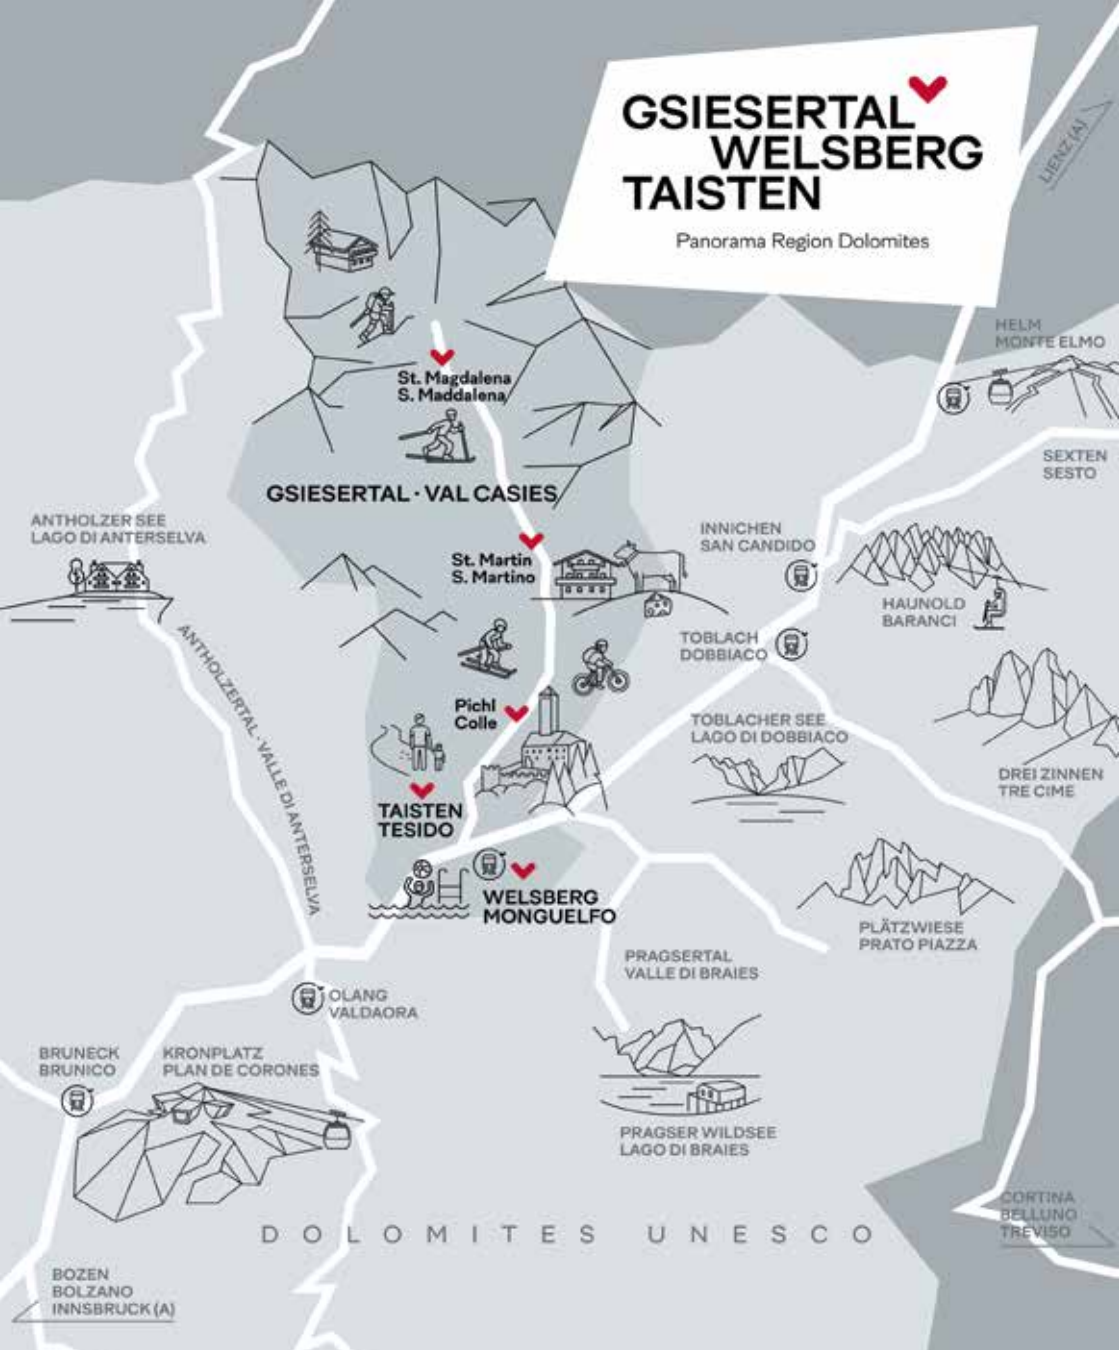 GSIESERTAL
WELSBERG
TAISTEN
Panorama Region Dolomites
LIENZ (A)
HELM
MONTE ELMO
St. Magdalena
S. Maddalena
SEXTEN
SESTO
GSIESERTAL · VAL CASIES
ANTHOLZER SEE
LAGO DI ANTERSELVA
INNICHEN
SAN CANDIDO
St. Martin
S. Martino
HAUNOLD
BARANCI
TOBLACH
DOBBIACO
ANTHOLZERTAL · VALLE DI ANTERSELVA
Pichl
Colle
TOBLACHER SEE
LAGO DI DOBBIACO
DREI ZINNEN
TRE CIME
TAISTEN
TESIDO
WELSBERG
MONGUELFO
PLÄTZWIESE
PRATO PIAZZA
PRAGSERTAL
VALLE DI BRAIES
OLANG
VALDAORA
BRUNECK
BRUNICO
KRONPLATZ
PLAN DE CORONES
PRAGSER WILDSEE
LAGO DI BRAIES
CORTINA
BELLUNO
TREVISO
DOLOMITES UNESCO
BOZEN
BOLZANO
INNSBRUCK (A)